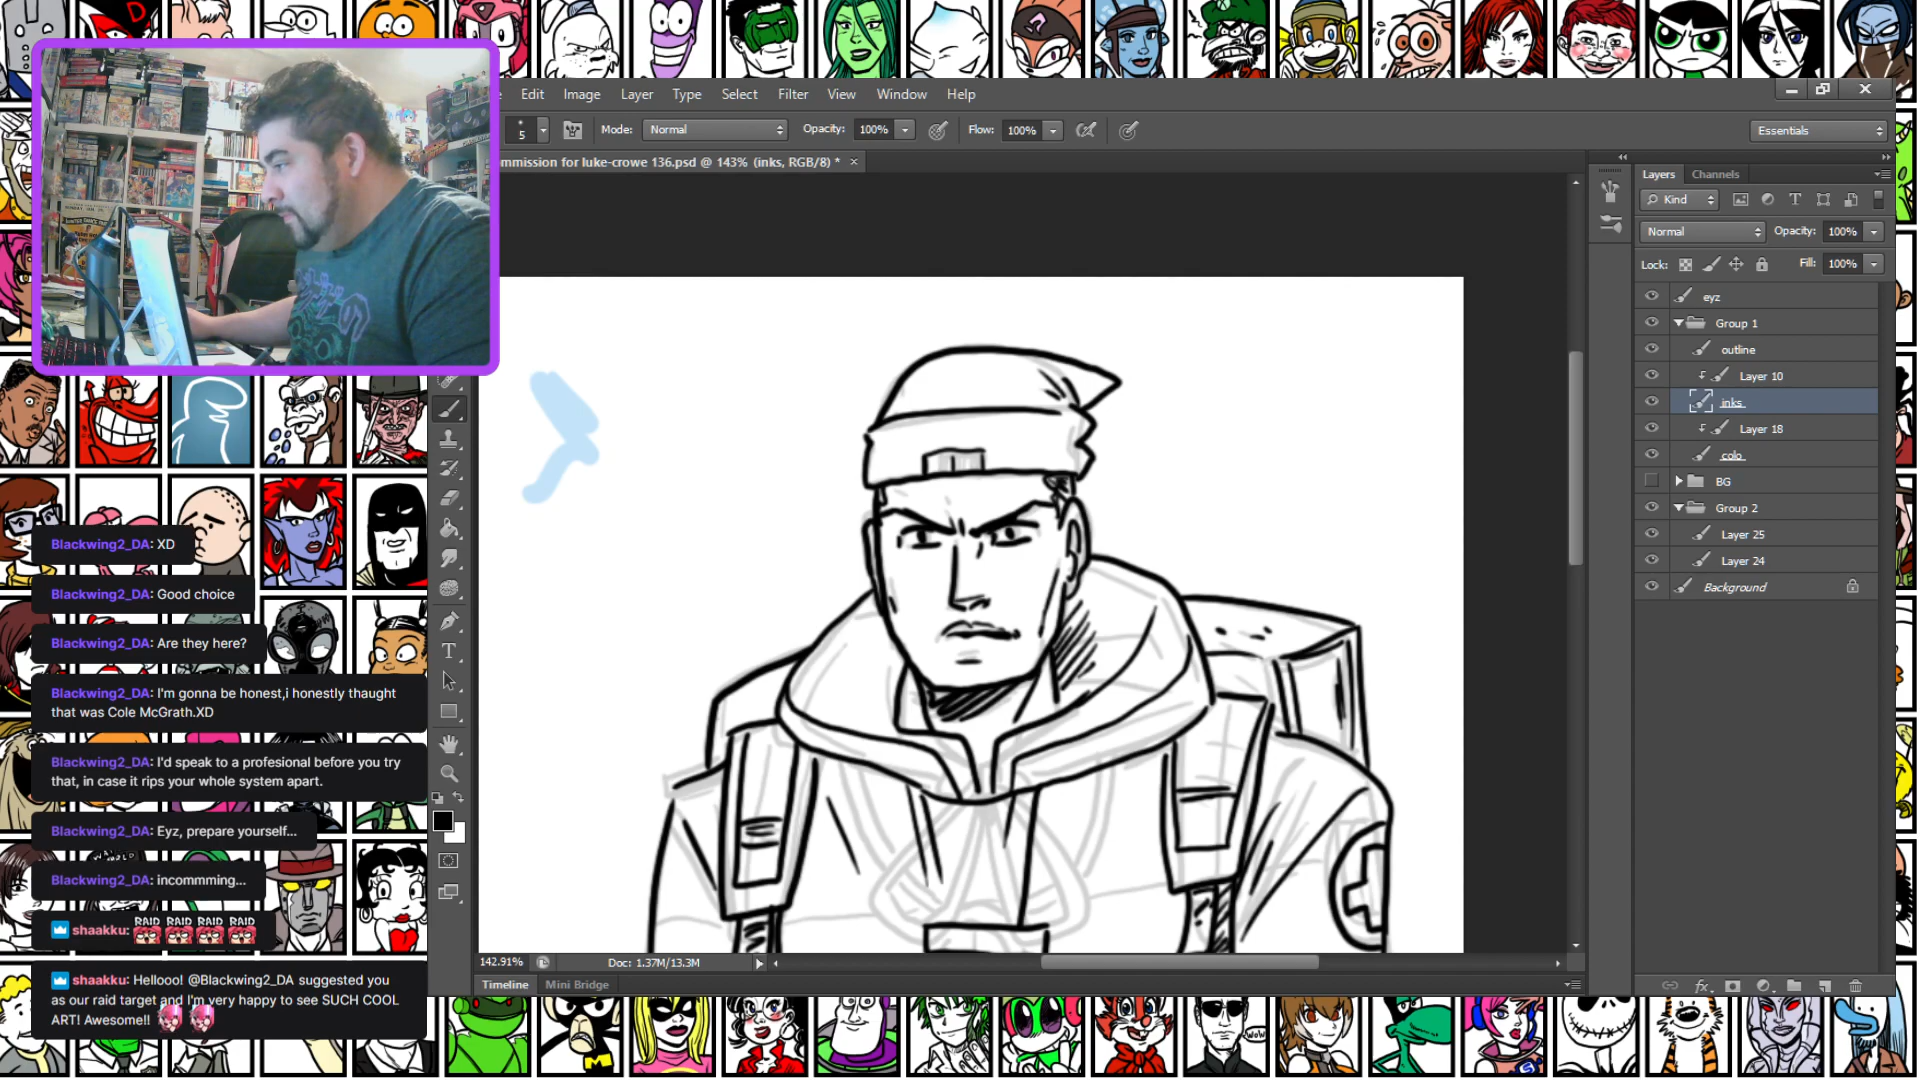 Edit Image Layer Type Select Filter View Window Help
5 Mode: Normal Opacity: 100% Flow: 100% Essentials
mmission for luke-crowe 136.psd @ 143% (inks, RGB/8) *
Layers Channels
Kind
Normal Opacity: 100%
Lock: Fill: 100%
eyz
Group 1
outline
Layer 10
inks
Layer 18
colo
BG
Group 2
Layer 25
Layer 24
Background
Blackwing2_DA: XD
Blackwing2_DA: Good choice
Blackwing2_DA: Are they here?
Blackwing2_DA: I'm gonna be honest,i honestly thaught
that was Cole McGrath.XD
Blackwing2_DA: I'd speak to a profesional before you try
that, in case it rips your whole system apart.
Blackwing2_DA: Eyz, prepare yourself...
Blackwing2_DA: incommming...
shaakku: RAID RAID RAID RAID
shaakku: Hellooo! @Blackwing2_DA suggested you
as our raid target and I'm very happy to see SUCH COOL
ART! Awesome!!
142.91% Doc: 1.37M/13.3M
Timeline Mini Bridge
fx
WOW